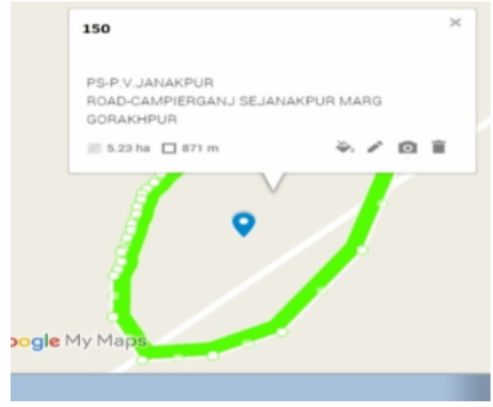 150
PS-P.V.JANAKPUR
ROAD-CAMPIERGANJ SEJANAKPUR MARG
GORAKHPUR
5.23 ha 871 m
oogle My Maps